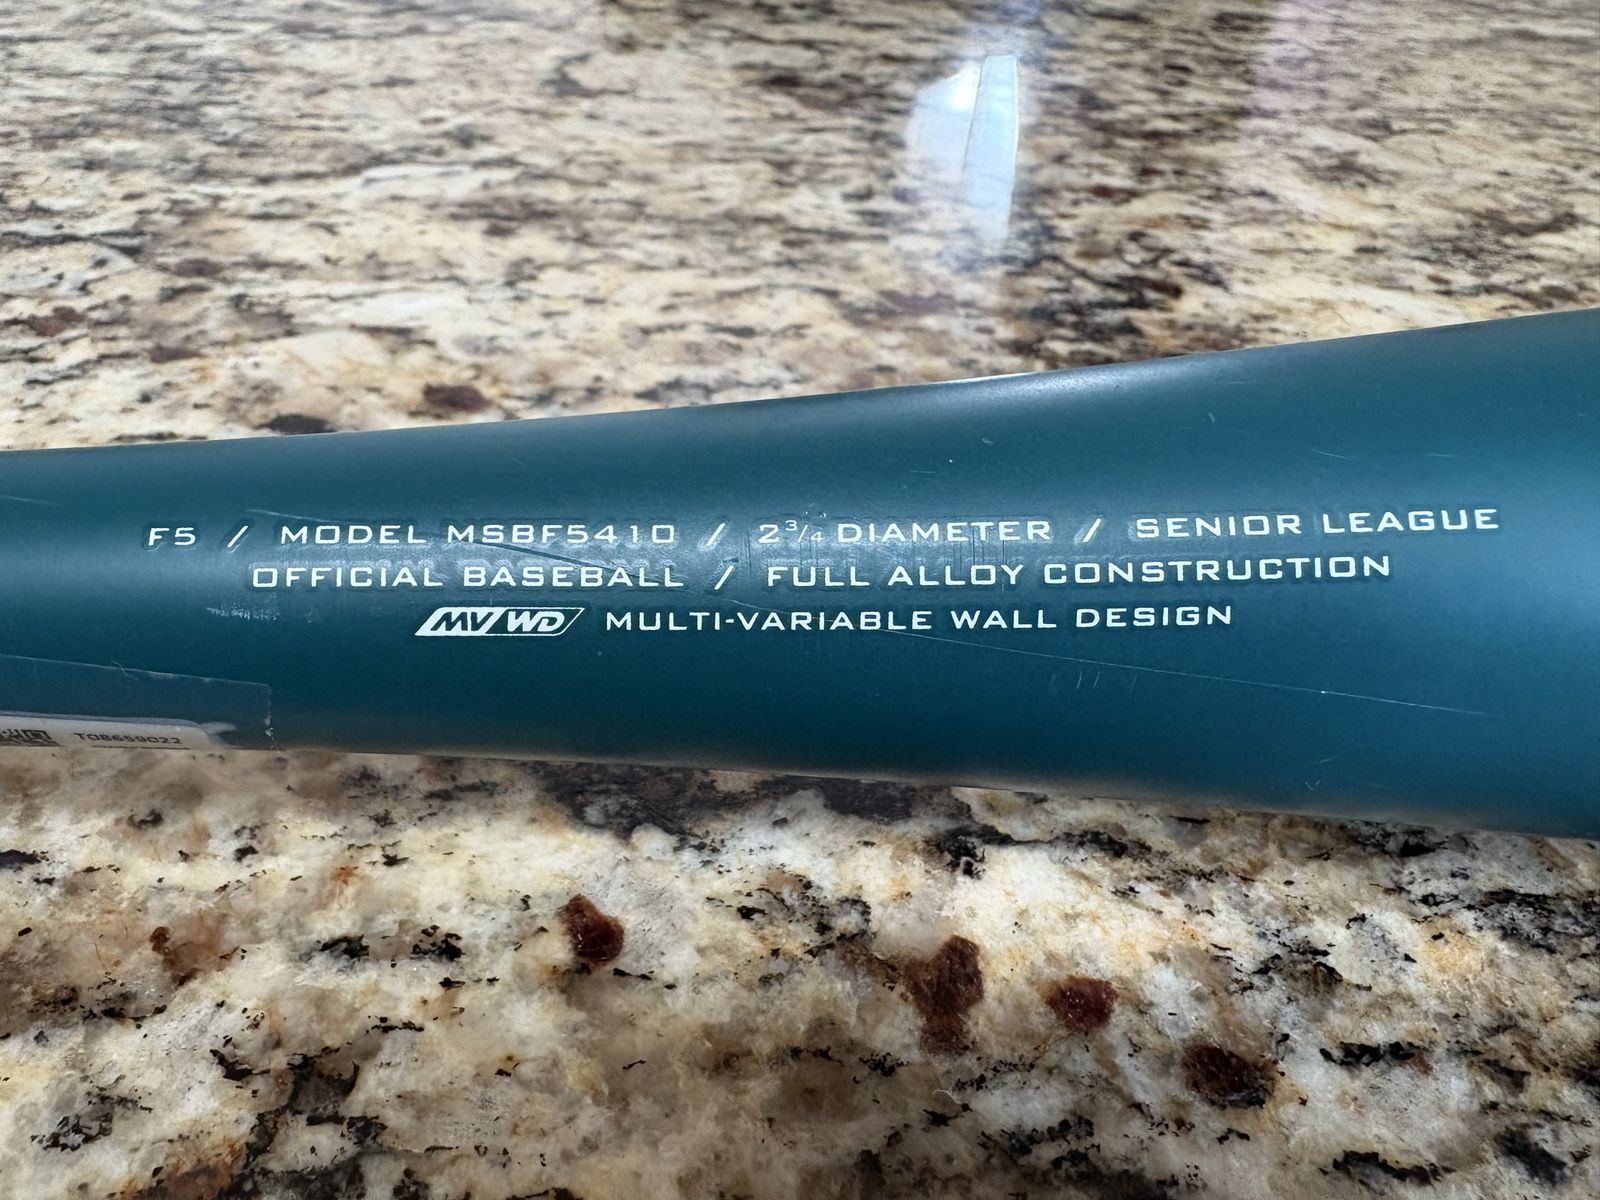 F5 / MODEL MSBF5410 / 2¾ DIAMETER / SENIOR LEAGUE
OFFICIAL BASEBALL / FULL ALLOY CONSTRUCTION
MV/WD MULTI-VARIABLE WALL DESIGN
T08659022